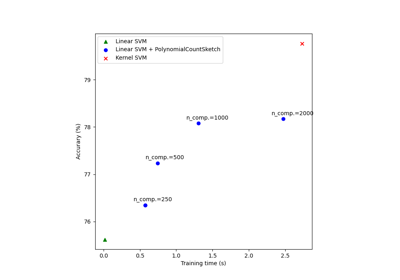 Linear SVM
Linear SVM + PolynomialCountSketch
Kernel SVM
79
78
77
76
n_comp.=1000
n_comp.=2000
n_comp.=500
n_comp.=250
Accurary (%)
0.0 0.5 1.0 1.5 2.0 2.5
Training time (s)